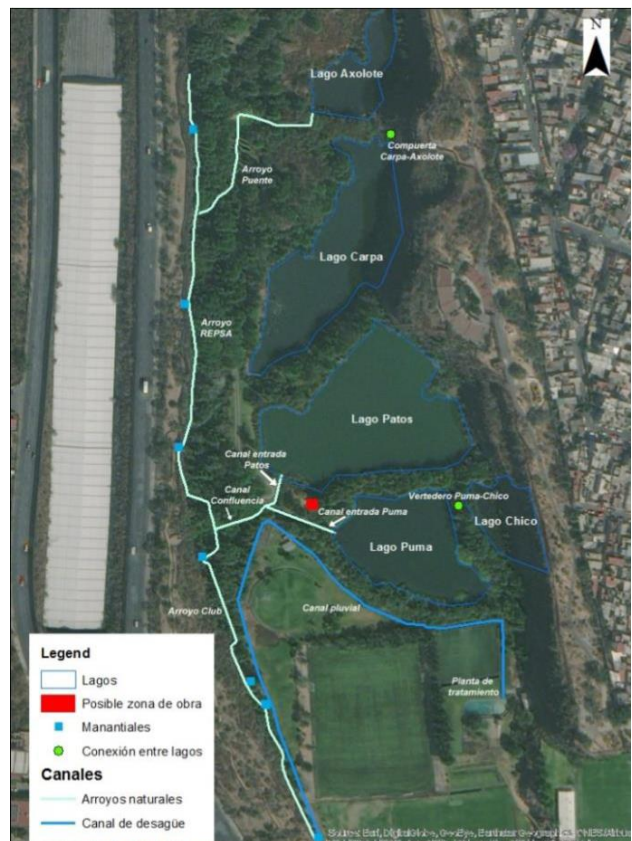 N
Lago Axolote
Compuerta
Carpa-Axolote
Arroyo
Puente
Lago Carpa
Arroyo
REPSA
Lago Patos
Canal entrada
Patos
Canal
Confluencia
Canal entrada Puma
Vertedero Puma-Chico
Lago Chico
Lago Puma
Arroyo Club
Canal pluvial
Planta de
tratamiento
Legend
Lagos
Posible zona de obra
Manantiales
Conexión entre lagos
Canales
Arroyos naturales
Canal de desagüe